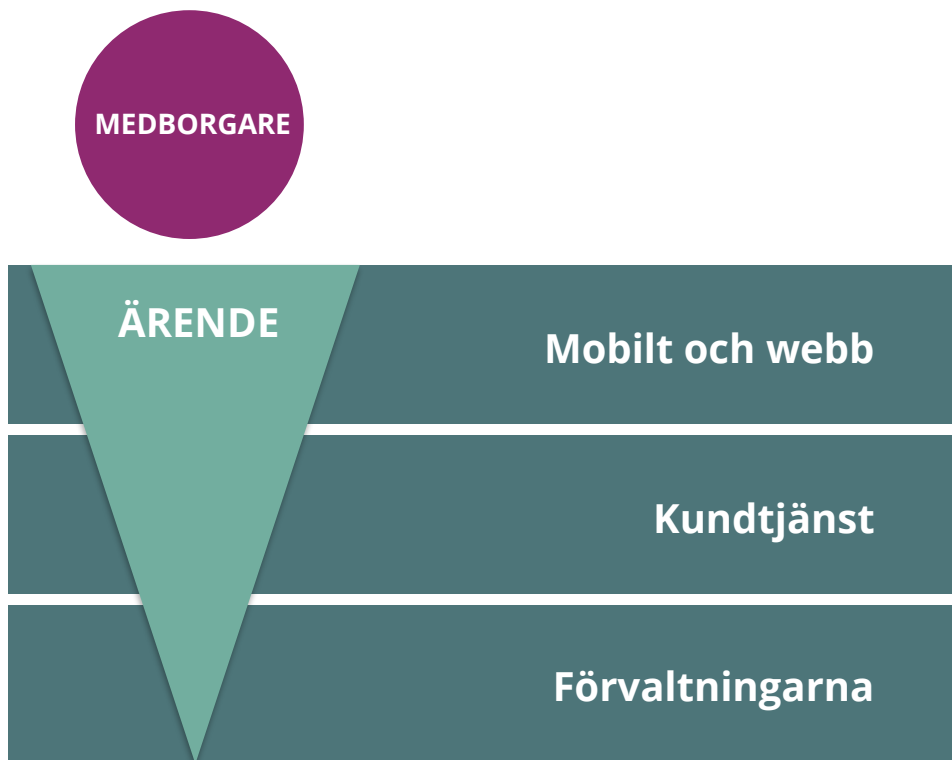 MEDBORGARE
ÄRENDE
Mobilt och webb
Kundtjänst
Förvaltningarna